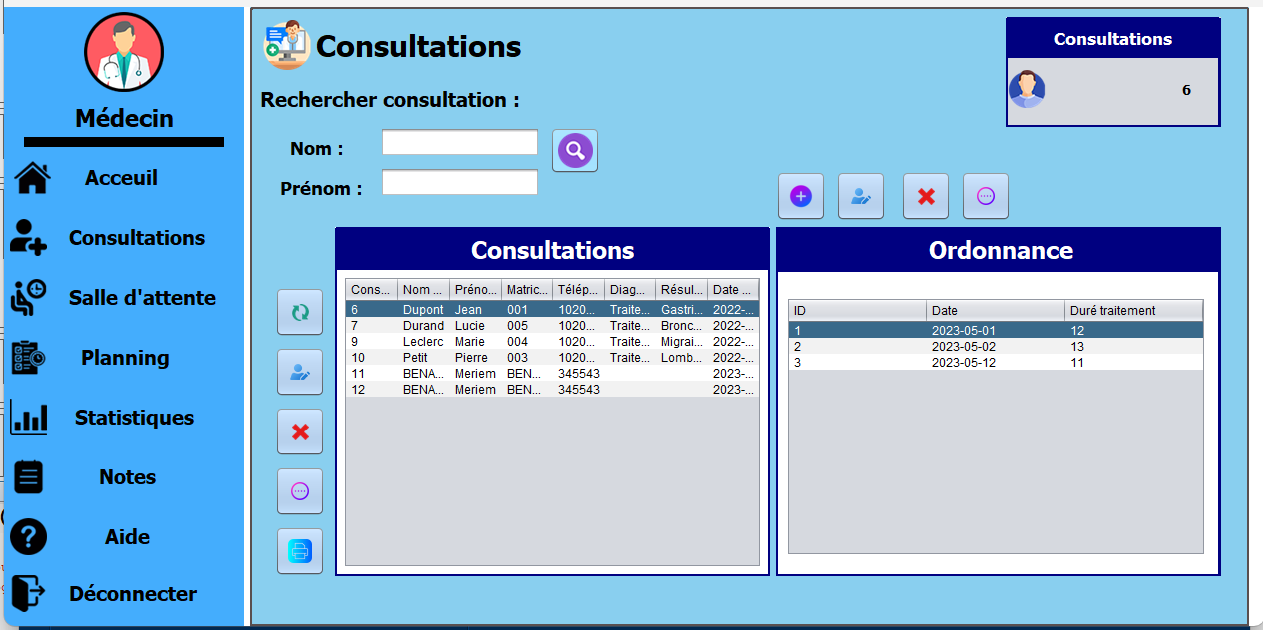 Médecin
Acceuil
Consultations
Salle d'attente
Planning
Statistiques
Notes
Aide
Déconnecter
Consultations
Consultations
6
Rechercher consultation :
Nom :
Prénom :
Consultations
Cons... Nom ... Préno... Matric... Télép... Diag... Résul... Date ...
6 Dupont Jean 001 1020... Traite... Gastri... 2022-...
7 Durand Lucie 005 1020... Traite... Bronc... 2022-...
9 Leclerc Marie 004 1020... Traite... Migrai... 2022-...
10 Petit Pierre 003 1020... Traite... Lomb... 2022-...
11 BENA... Meriem BEN... 345543 2023-...
12 BENA... Meriem BEN... 345543 2023-...
Ordonnance
ID Date Duré traitement
1 2023-05-01 12
2 2023-05-02 13
3 2023-05-12 11